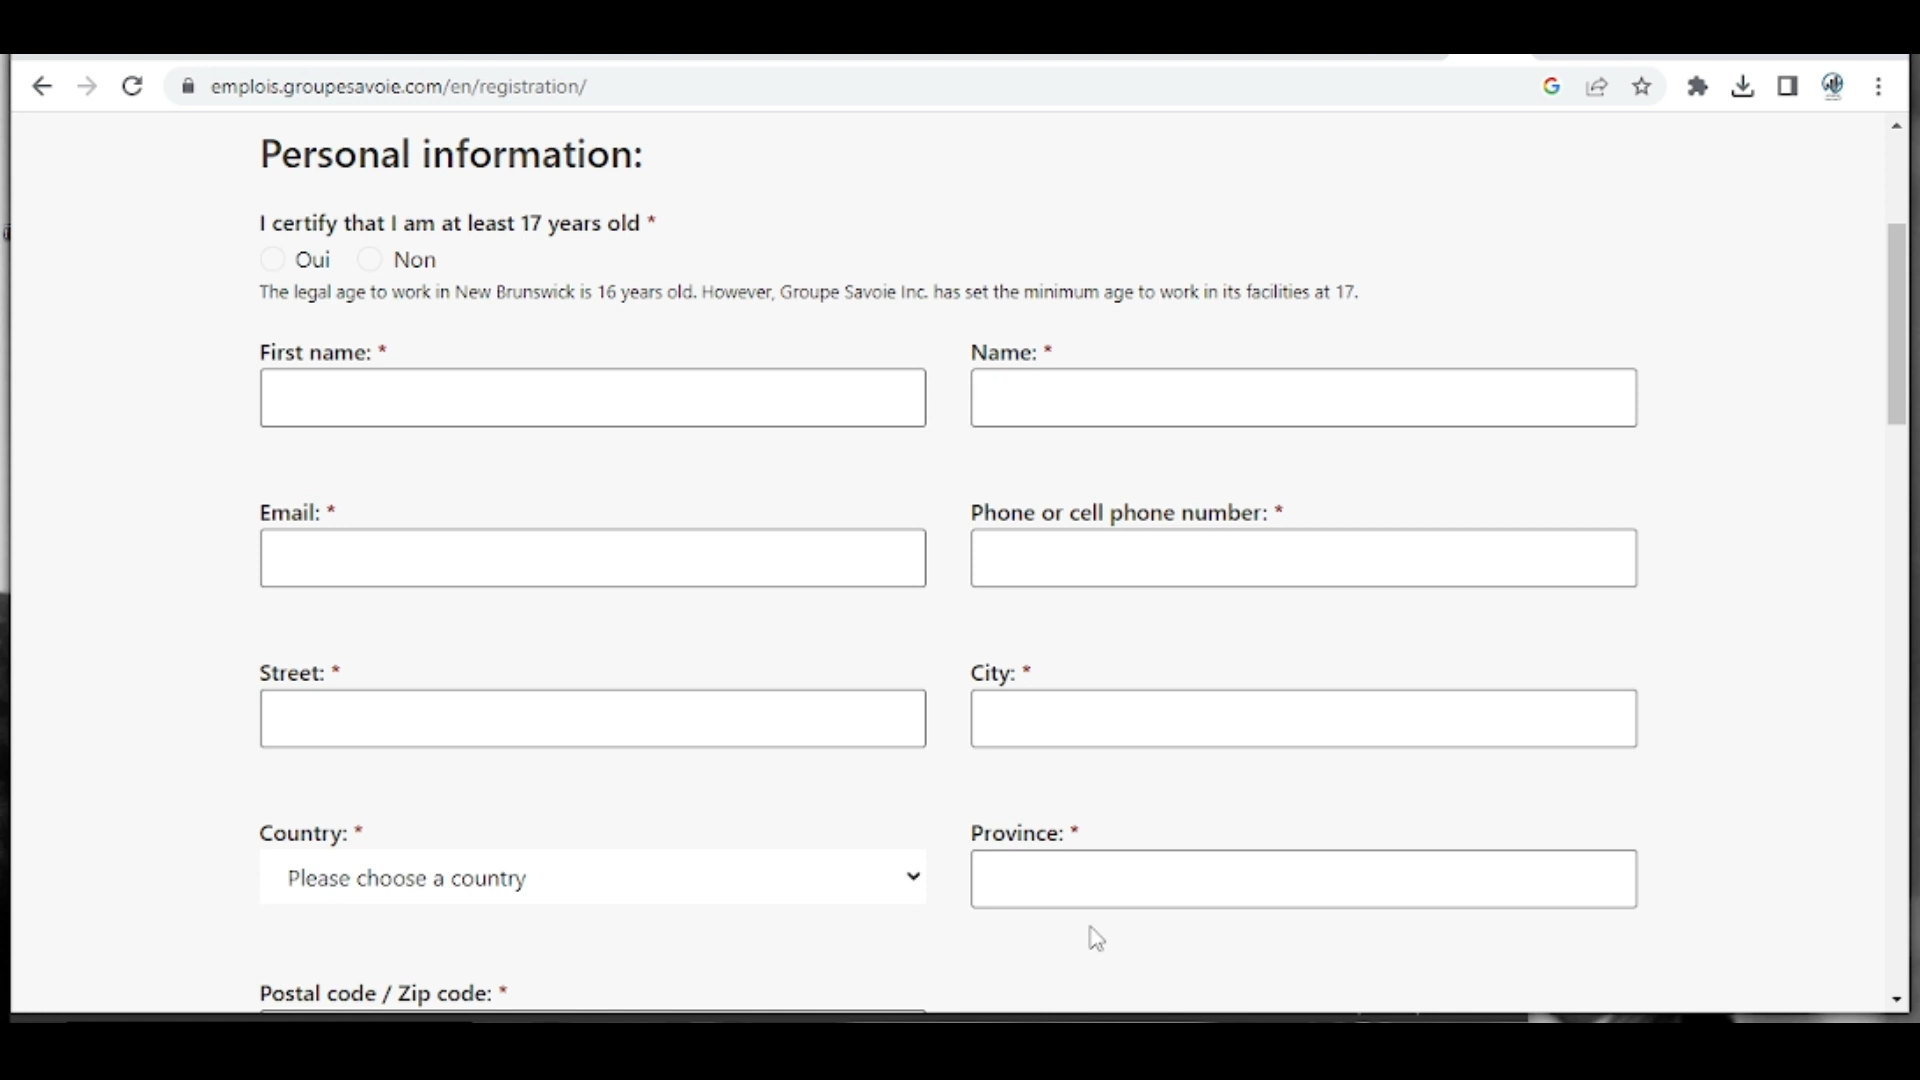 emplois.groupesavoie.com/en/registration/
Personal information:
I certify that I am at least 17 years old *
Oui Non
The legal age to work in New Brunswick is 16 years old. However, Groupe Savoie Inc. has set the minimum age to work in its facilities at 17.
First name: * Name: *
Email: * Phone or cell phone number: *
Street: * City: *
Country: * Province: *
Please choose a country
Postal code / Zip code: *